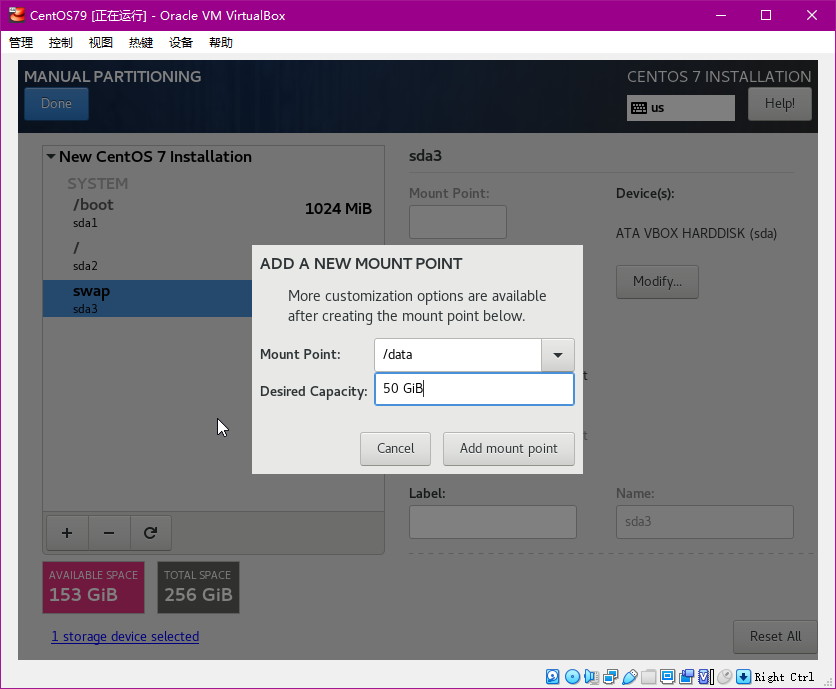 CentOS79 [正在运行] - Oracle VM VirtualBox
管理 控制 视图 热键 设备 帮助
MANUAL PARTITIONING
CENTOS 7 INSTALLATION
Done
us
Help!
New CentOS 7 Installation
SYSTEM
/boot
1024 MiB
sda1
/
sda2
swap
sda3
sda3
Mount Point:
Device(s):
ATA VBOX HARDDISK (sda)
Modify...
ADD A NEW MOUNT POINT
More customization options are available
after creating the mount point below.
Mount Point:
/data
Desired Capacity:
50 GiB
Cancel
Add mount point
t
t
Label:
Name:
sda3
+ −
AVAILABLE SPACE
153 GiB
TOTAL SPACE
256 GiB
1 storage device selected
Reset All
Right Ctrl